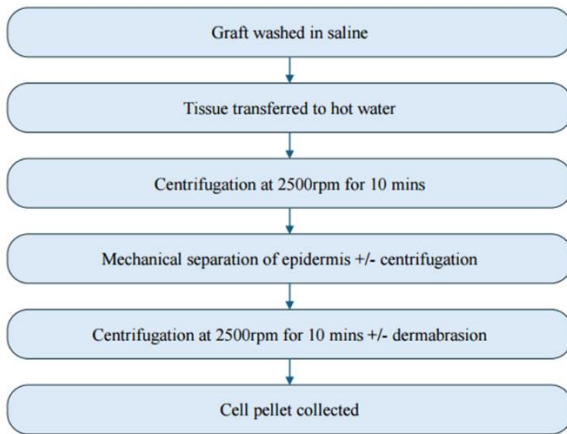 Graft washed in saline
Tissue transferred to hot water
Centrifugation at 2500rpm for 10 mins
Mechanical separation of epidermis +/- centrifugation
Centrifugation at 2500rpm for 10 mins +/- dermabrasion
Cell pellet collected